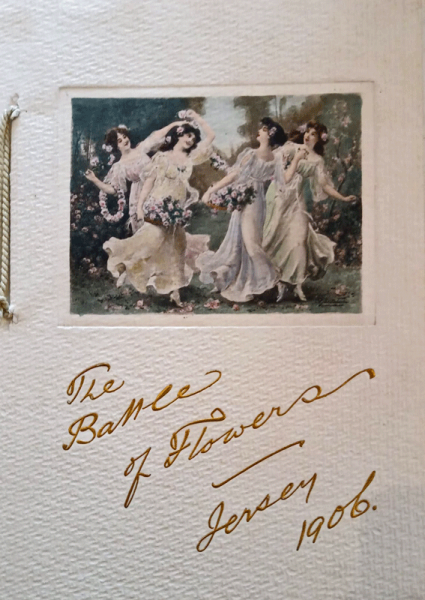 The
Battle
of Flowers
Jersey
1906.